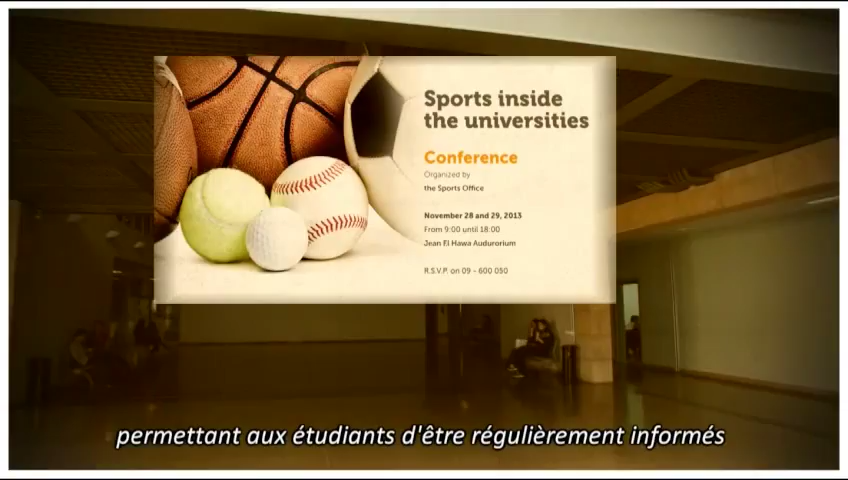 Sports inside
the universities
Conference
Organized by
the Sports Office
November 28 and 29, 2013
From 9:00 until 18:00
Jean El Hawa Audurorium
R.S.V.P. on 09 - 600 050
permettant aux étudiants d'être régulièrement informés